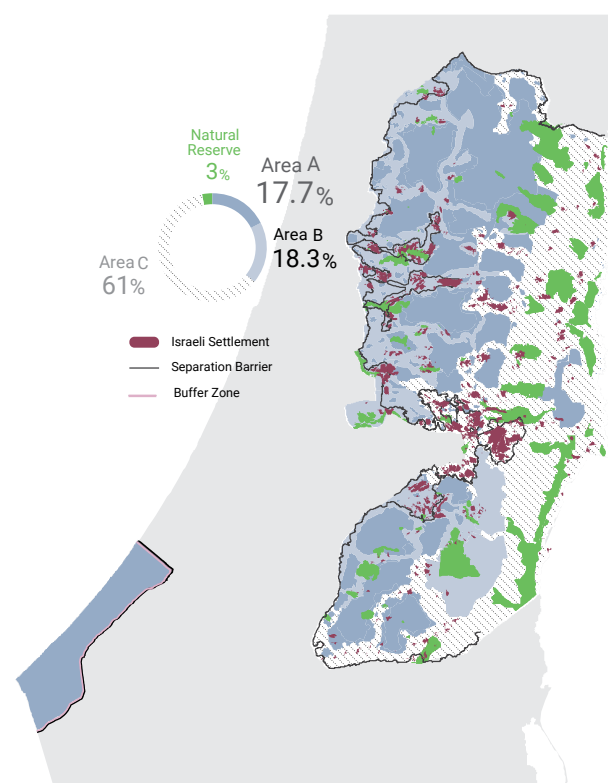 Natural
Reserve
3%
Area A
17.7%
Area B
18.3%
Area C
61%
Israeli Settlement
Separation Barrier
Buffer Zone